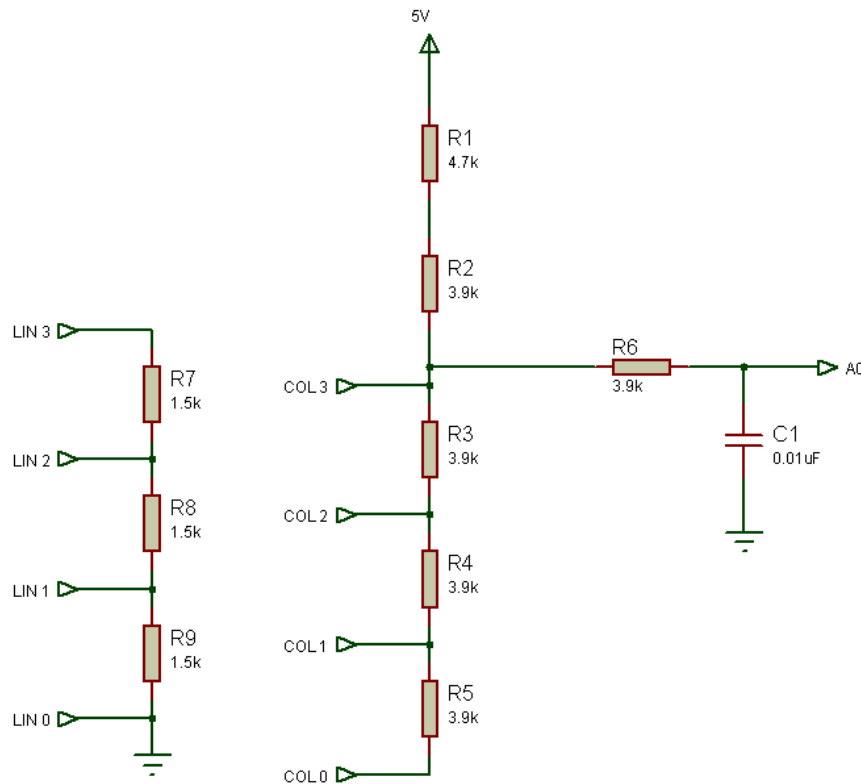 5V
R1
4.7k
R2
3.9k
LIN 3
R7
1.5k
COL 3
R6
3.9k
A0
R3
3.9k
C1
0.01uF
LIN 2
R8
1.5k
COL 2
R4
3.9k
LIN 1
R9
1.5k
COL 1
R5
3.9k
LIN 0
COL 0